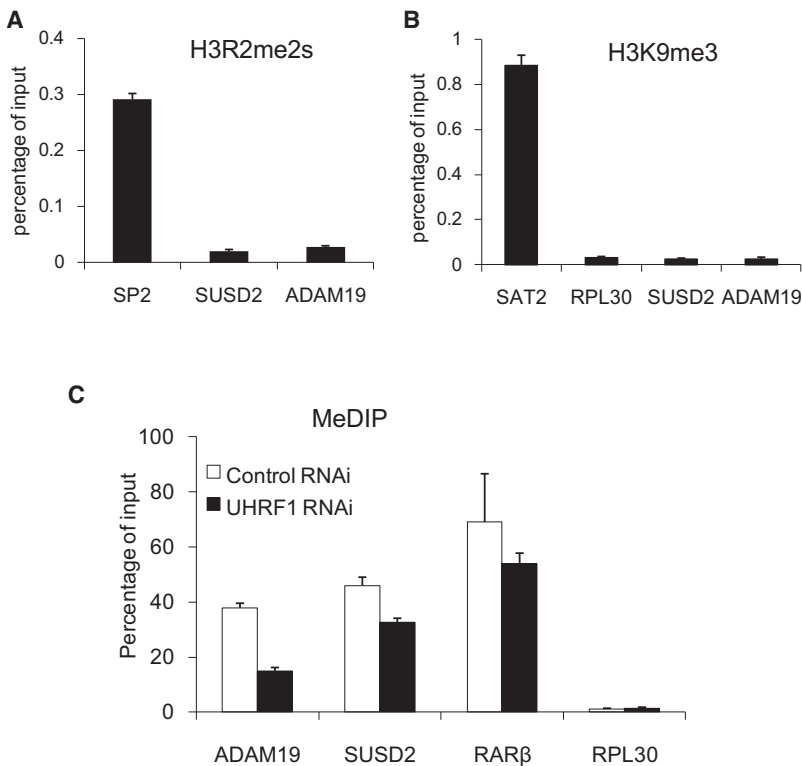 A
H3R2me2s
percentage of input
0.4
0.3
0.2
0.1
0
SP2 SUSD2 ADAM19
B
H3K9me3
percentage of input
1
0.8
0.6
0.4
0.2
0
SAT2 RPL30 SUSD2 ADAM19
C
MeDIP
Percentage of input
100
80
60
40
20
0
Control RNAi
UHRF1 RNAi
ADAM19 SUSD2 RARβ RPL30